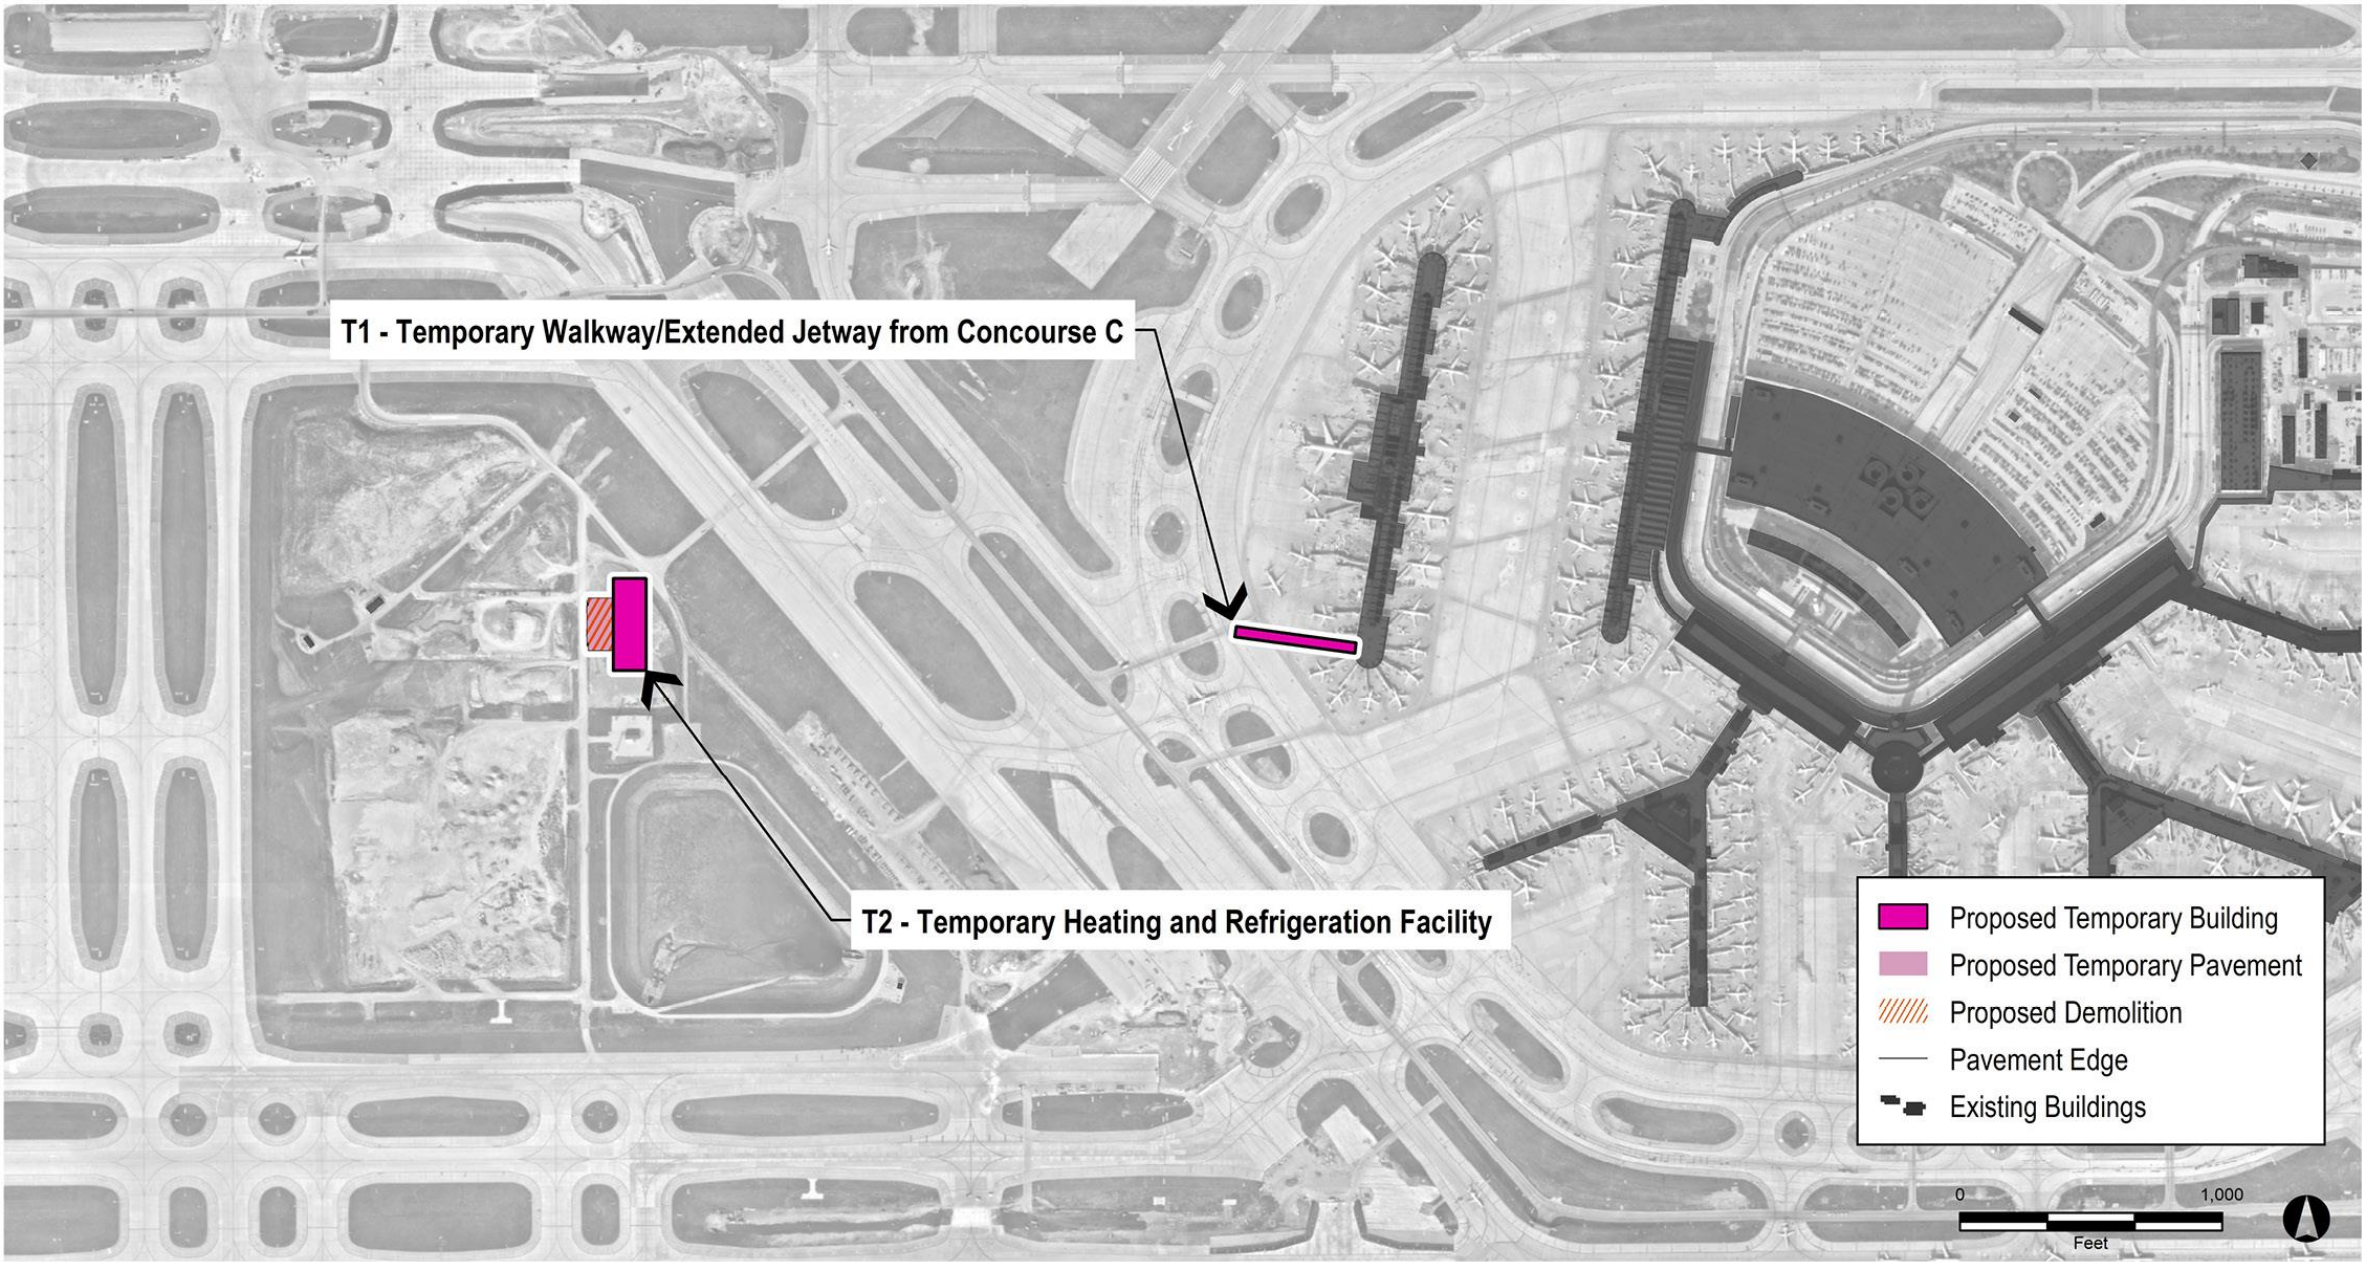 T1 - Temporary Walkway/Extended Jetway from Concourse C
T2 - Temporary Heating and Refrigeration Facility
Proposed Temporary Building
Proposed Temporary Pavement
Proposed Demolition
Pavement Edge
Existing Buildings
0 1,000
Feet